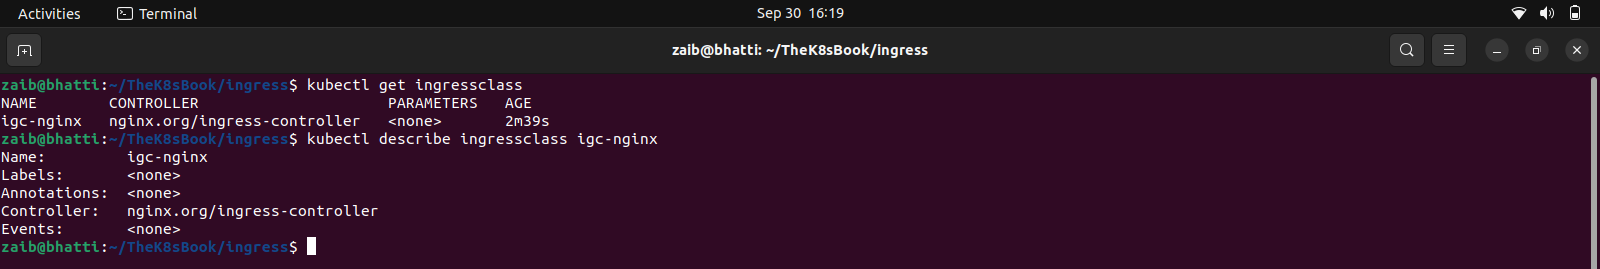 Activities Terminal Sep 30 16:19
zaib@bhatti: ~/TheK8sBook/ingress
zaib@bhatti:~/TheK8sBook/ingress$ kubectl get ingressclass
NAME CONTROLLER PARAMETERS AGE
igc-nginx nginx.org/ingress-controller <none> 2m39s
zaib@bhatti:~/TheK8sBook/ingress$ kubectl describe ingressclass igc-nginx
Name: igc-nginx
Labels: <none>
Annotations: <none>
Controller: nginx.org/ingress-controller
Events: <none>
zaib@bhatti:~/TheK8sBook/ingress$